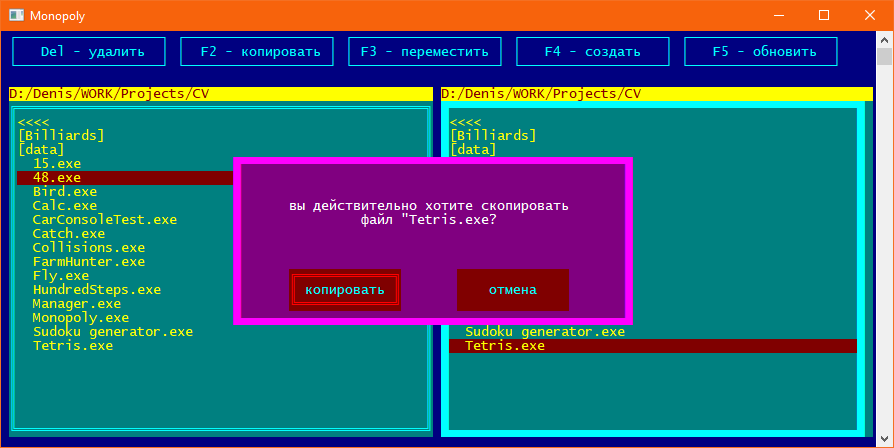 Monopoly
Del - удалить
F2 - копировать
F3 - переместить
F4 - создать
F5 - обновить
D:/Denis/WORK/Projects/CV
<<<<
[Billiards]
[data]
15.exe
48.exe
Bird.exe
Calc.exe
CarConsoleTest.exe
Catch.exe
Collisions.exe
FarmHunter.exe
Fly.exe
HundredSteps.exe
Manager.exe
Monopoly.exe
Sudoku generator.exe
Tetris.exe
D:/Denis/WORK/Projects/CV
<<<<
[Billiards]
[data]
Sudoku generator.exe
Tetris.exe
вы действительно хотите скопировать
файл "Tetris.exe?
копировать
отмена